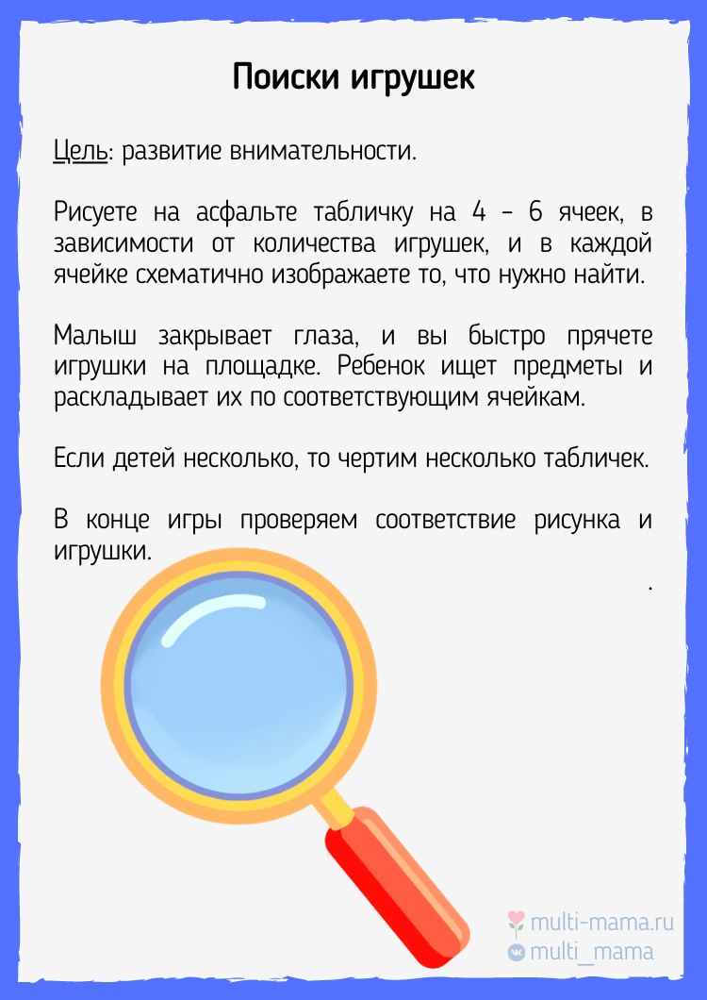 Поиски игрушек
Цель: развитие внимательности.
Рисуете на асфальте табличку на 4 – 6 ячеек, в
зависимости от количества игрушек, и в каждой
ячейке схематично изображаете то, что нужно найти.
Малыш закрывает глаза, и вы быстро прячете
игрушки на площадке. Ребенок ищет предметы и
раскладывает их по соответствующим ячейкам.
Если детей несколько, то чертим несколько табличек.
В конце игры проверяем соответствие рисунка и
игрушки.
.
multi-mama.ru
multi_mama